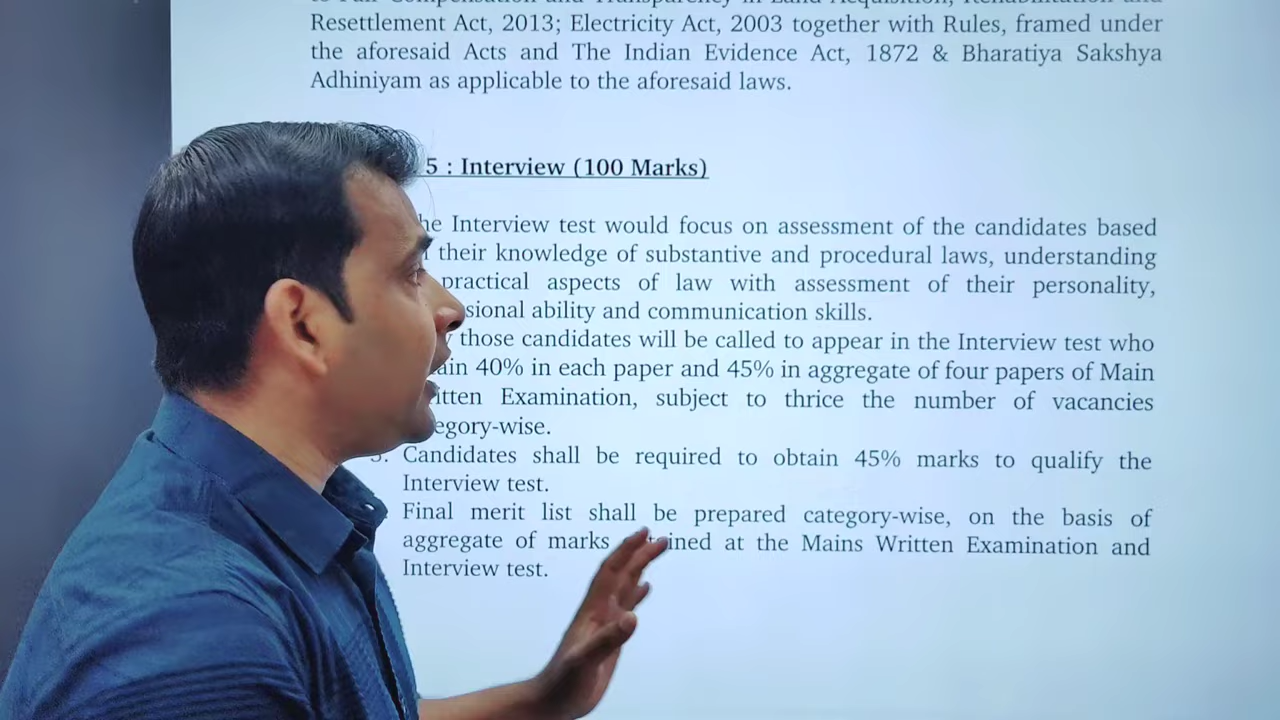 Resettlement Act, 2013; Electricity Act, 2003 together with Rules, framed under
the aforesaid Acts and The Indian Evidence Act, 1872 & Bharatiya Sakshya
Adhiniyam as applicable to the aforesaid laws.
5 : Interview (100 Marks)
Interview test would focus on assessment of the candidates based
their knowledge of substantive and procedural laws, understanding
practical aspects of law with assessment of their personality,
ability and communication skills.
those candidates will be called to appear in the Interview test who
40% in each paper and 45% in aggregate of four papers of Main
Examination, subject to thrice the number of vacancies
3. Candidates shall be required to obtain 45% marks to qualify the
Interview test.
Final merit list shall be prepared category-wise, on the basis of
aggregate of marks at the Mains Written Examination and
Interview test.